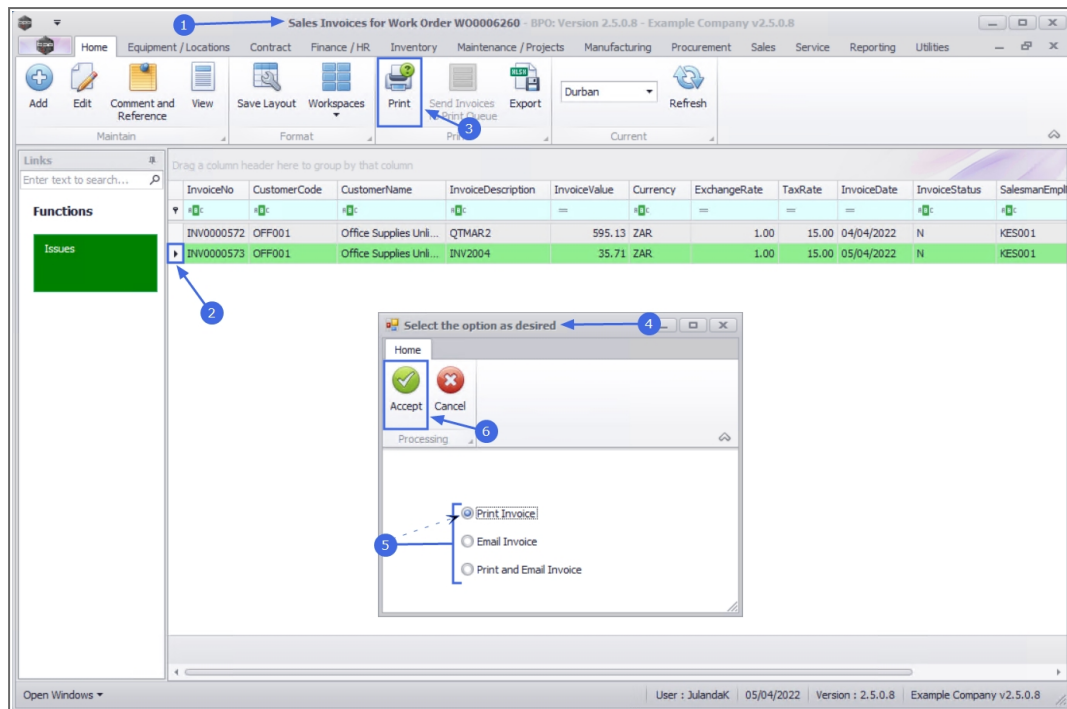 1
Sales Invoices for Work Order WO0006260 - BPO: Version 2.5.0.8 - Example Company v2.5.0.8
Home Equipment / Locations Contract Finance / HR Inventory Maintenance / Projects Manufacturing Procurement Sales Service Reporting Utilities
Add Edit Comment and Reference View Save Layout Workspaces Print Send Invoices Export Durban Refresh
3
Maintain Format Current
Links
Drag a column header here to group by that column
Enter text to search...
InvoiceNo CustomerCode CustomerName InvoiceDescription InvoiceValue Currency ExchangeRate TaxRate InvoiceDate InvoiceStatus SalesmanEmpl
Functions
INV0000572 OFF001 Office Supplies Unli... QTMAR2 595.13 ZAR 1.00 15.00 04/04/2022 N KES001
Issues
INV0000573 OFF001 Office Supplies Unli... INV2004 35.71 ZAR 1.00 15.00 05/04/2022 N KES001
2
Select the option as desired
4
Home
Accept Cancel
6
Processing
Print Invoice
5
Email Invoice
Print and Email Invoice
Open Windows
User : JulandaK 05/04/2022 Version : 2.5.0.8 Example Company v2.5.0.8